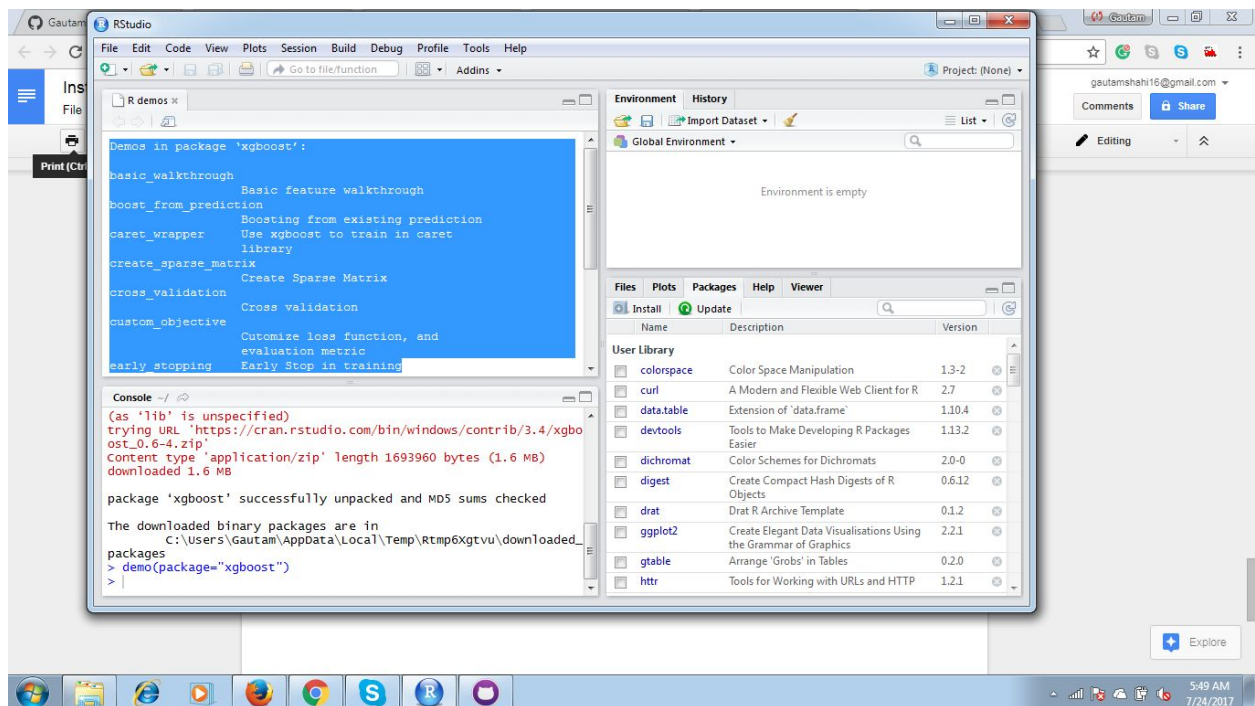 Gautam
RStudio
Gautam
File Edit Code View Plots Session Build Debug Profile Tools Help
Go to file/function
Addins
Project: (None)
gautamshahi16@gmail.com
Inst
File
Comments
Share
Editing
Print (Ctrl
R demos
Demos in package ‘xgboost’:
basic_walkthrough
Basic feature walkthrough
boost_from_prediction
Boosting from existing prediction
caret_wrapper Use xgboost to train in caret
library
create_sparse_matrix
Create Sparse Matrix
cross_validation
Cross validation
custom_objective
Cutomize loss function, and
evaluation metric
early_stopping Early Stop in training
Console ~/
(as ‘lib’ is unspecified)
trying URL 'https://cran.rstudio.com/bin/windows/contrib/3.4/xgbo
ost_0.6-4.zip'
Content type 'application/zip' length 1693960 bytes (1.6 MB)
downloaded 1.6 MB
package ‘xgboost’ successfully unpacked and MD5 sums checked
The downloaded binary packages are in
C:\Users\Gautam\AppData\Local\Temp\Rtmp6Xgtvu\downloaded_
packages
> demo(package="xgboost")
>
Environment History
Import Dataset
List
Global Environment
Environment is empty
Files Plots Packages Help Viewer
Install Update
Name Description Version
User Library
colorspace Color Space Manipulation 1.3-2
curl A Modern and Flexible Web Client for R 2.7
data.table Extension of `data.frame` 1.10.4
devtools Tools to Make Developing R Packages 1.13.2
Easier
dichromat Color Schemes for Dichromats 2.0-0
digest Create Compact Hash Digests of R 0.6.12
Objects
drat Drat R Archive Template 0.1.2
ggplot2 Create Elegant Data Visualisations Using 2.2.1
the Grammar of Graphics
gtable Arrange 'Grobs' in Tables 0.2.0
httr Tools for Working with URLs and HTTP 1.2.1
Explore
5:49 AM
7/24/2017